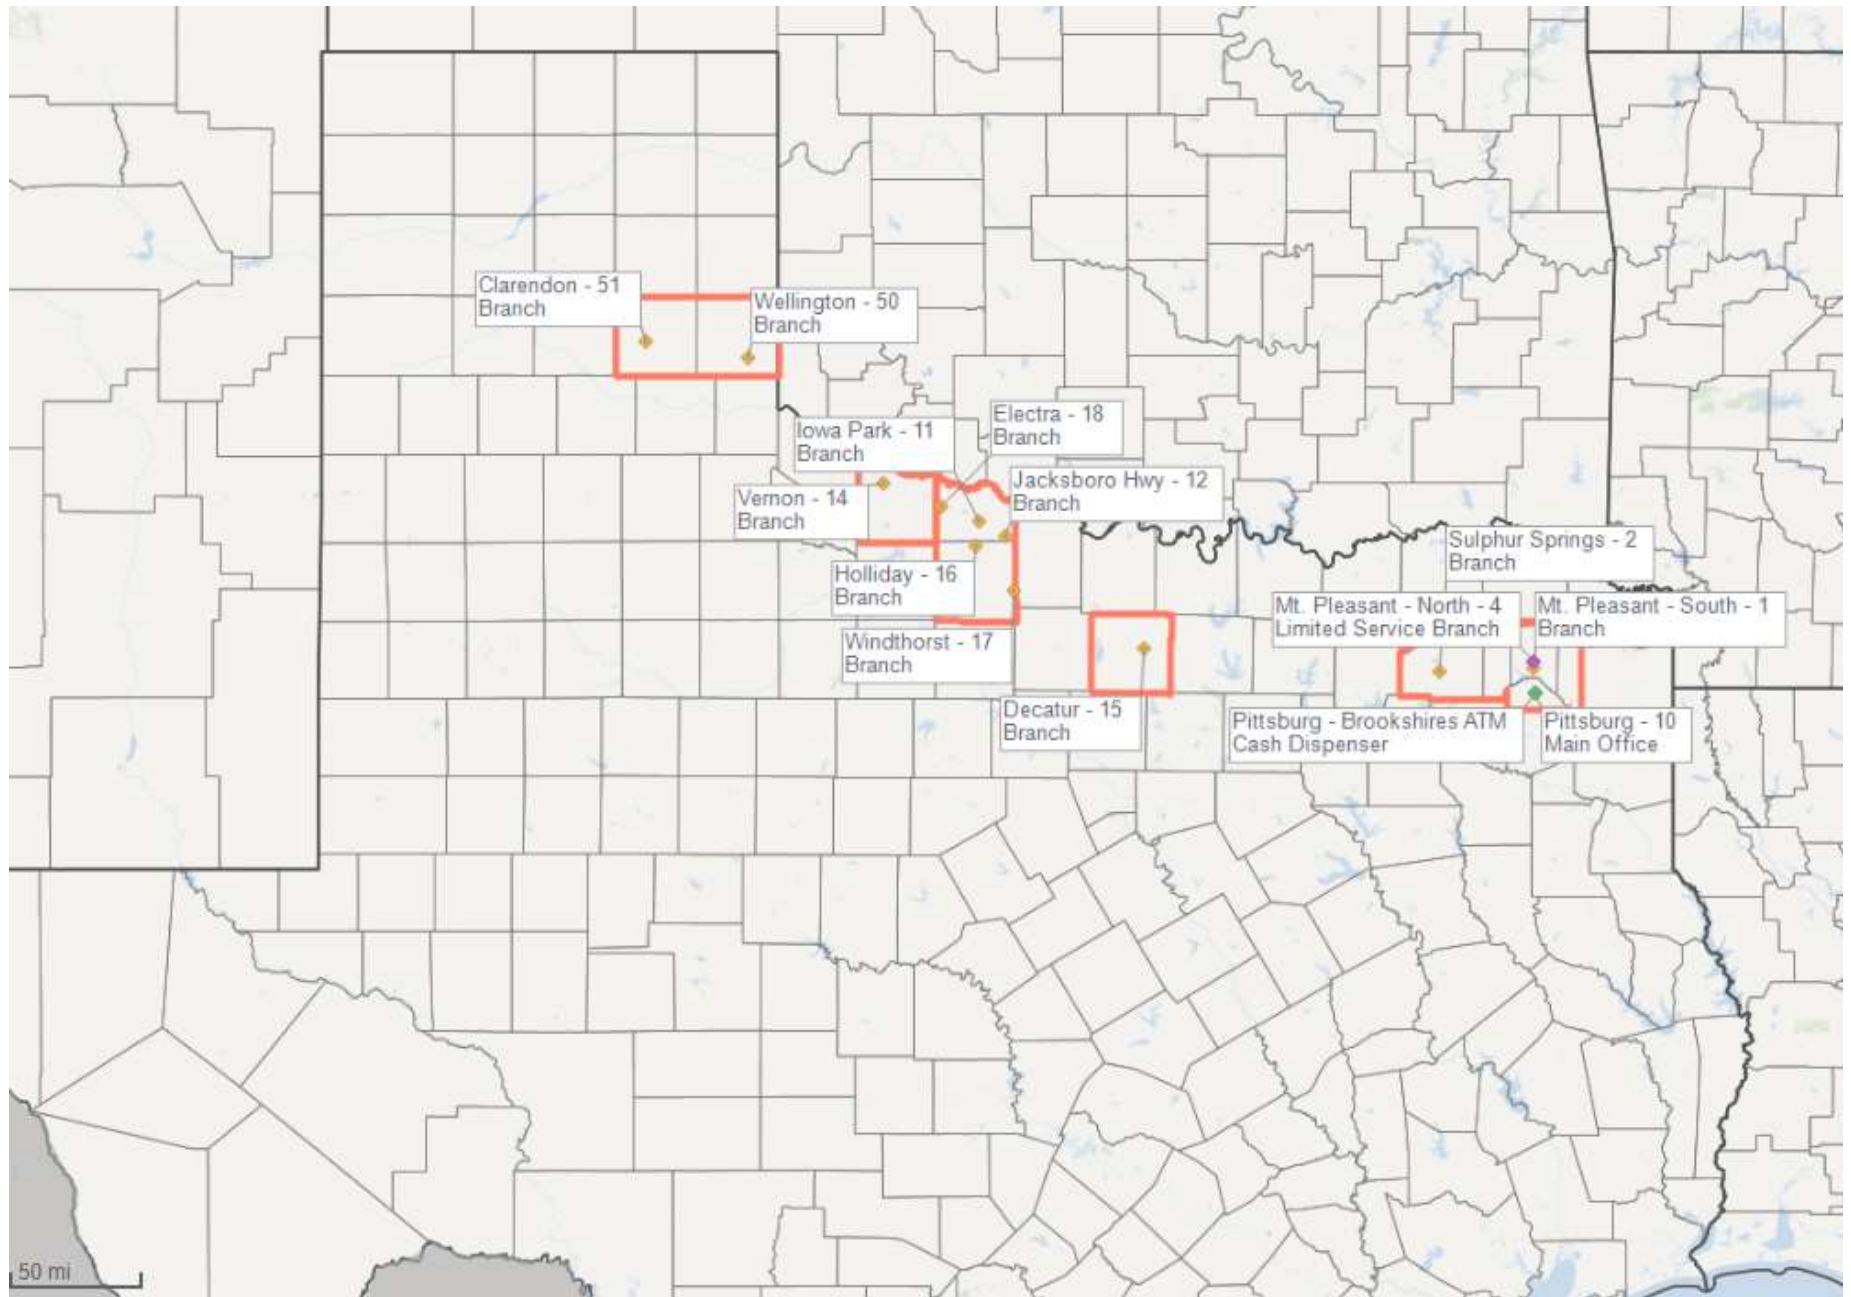 Clarendon - 51
Branch
Wellington - 50
Branch
Electra - 18
Branch
Iowa Park - 11
Branch
Jacksboro Hwy - 12
Branch
Vernon - 14
Branch
Sulphur Springs - 2
Branch
Holliday - 16
Branch
Mt. Pleasant - North - 4
Limited Service Branch
Mt. Pleasant - South - 1
Branch
Windthorst - 17
Branch
Decatur - 15
Branch
Pittsburg - Brookshires ATM
Cash Dispenser
Pittsburg - 10
Main Office
50 mi